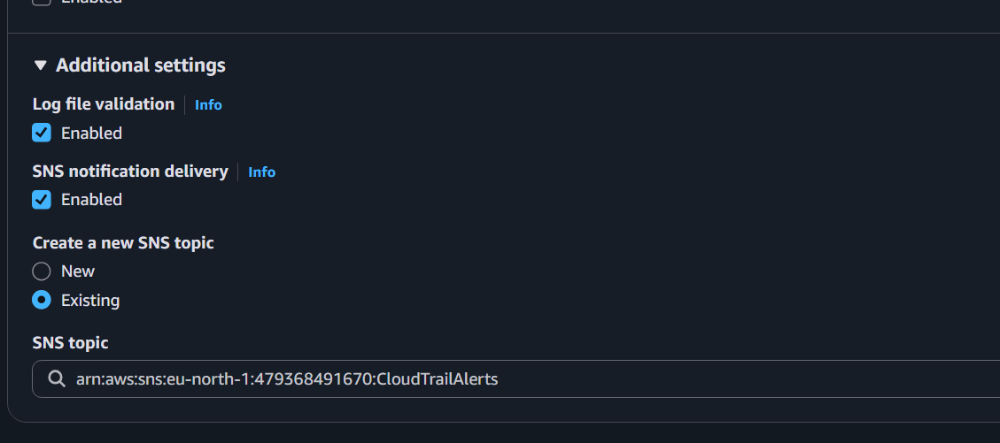 Enabled
Additional settings
Log file validation Info
Enabled
SNS notification delivery Info
Enabled
Create a new SNS topic
New
Existing
SNS topic
arn:aws:sns:eu-north-1:479368491670:CloudTrailAlerts